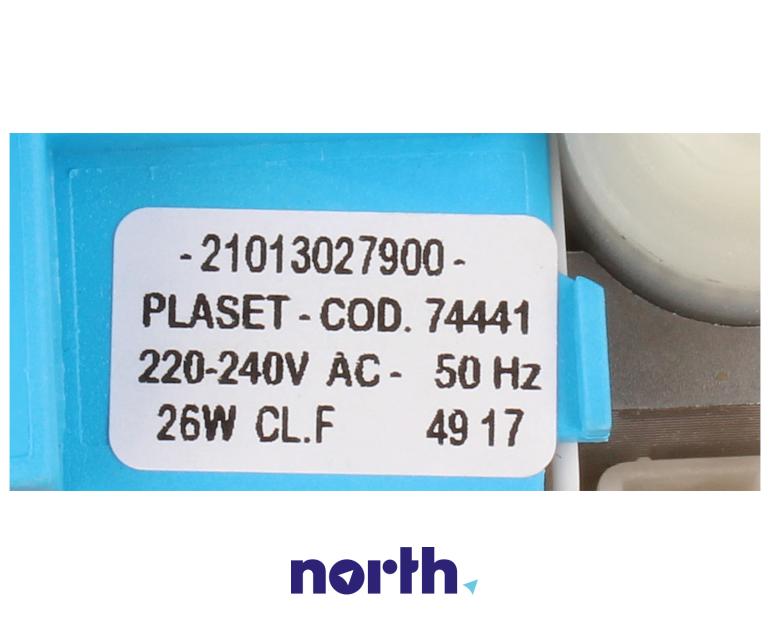 -21013027900-
PLASET - COD. 74441
220-240V AC - 50 Hz
26W CL.F 49 17
north.